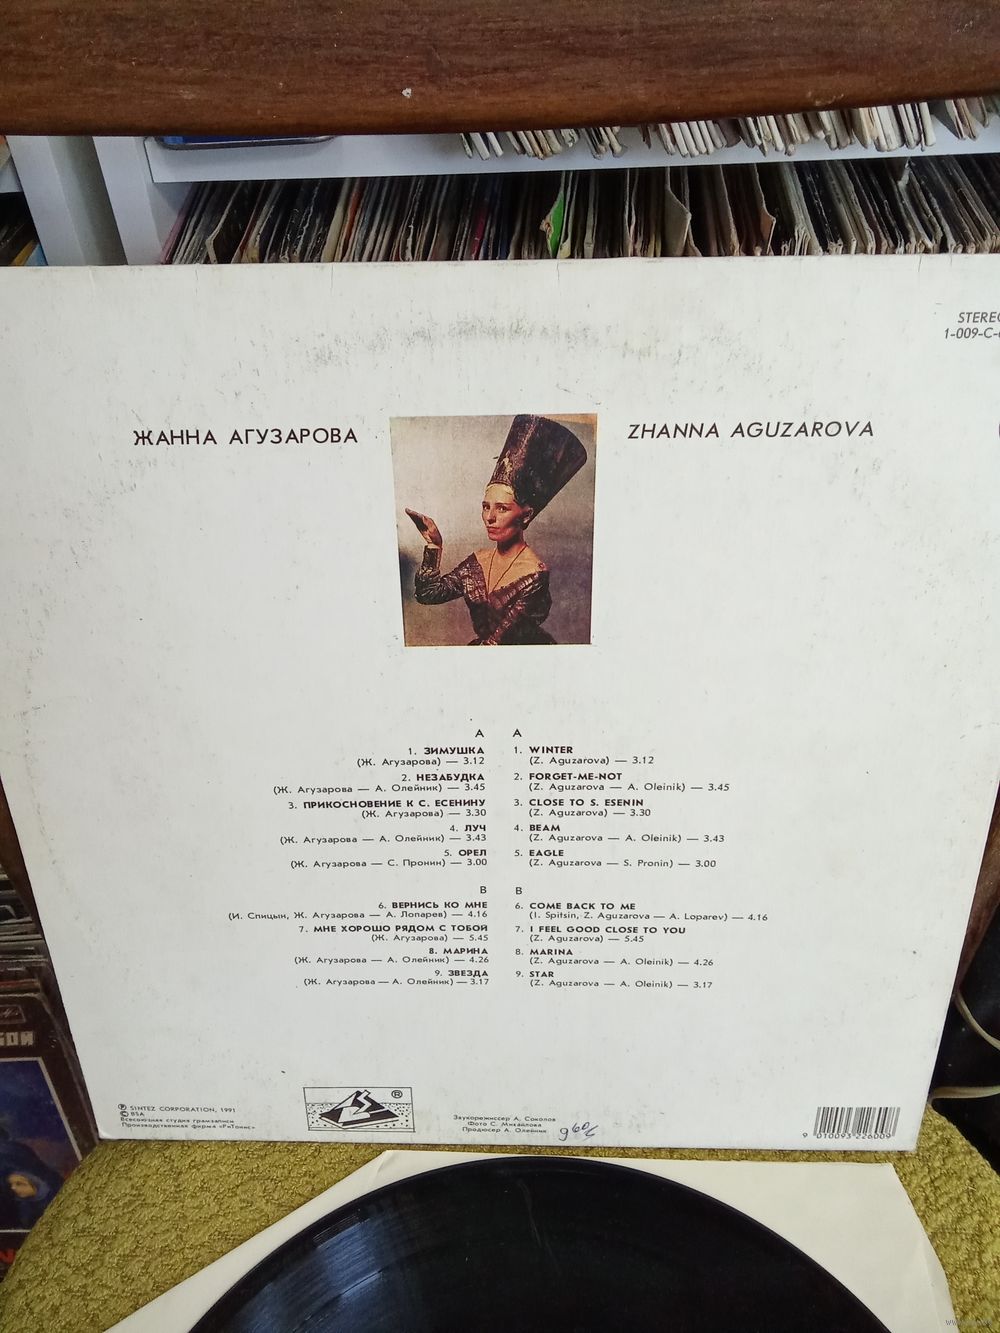 STEREO
1-009-C-
ЖАННА АГУЗАРОВА
ZHANNA AGUZAROVA
А
1. ЗИМУШКА
(Ж. Агузарова) — 3.12
2. НЕЗАБУДКА
(Ж. Агузарова — А. Олейник) — 3.45
3. ПРИКОСНОВЕНИЕ К С. ЕСЕНИНУ
(Ж. Агузарова) — 3.30
4. ЛУЧ
(Ж. Агузарова — А. Олейник) — 3.43
5. ОРЕЛ
(Ж. Агузарова — С. Пронин) — 3.00
В
6. ВЕРНИСЬ КО МНЕ
(И. Спицын, Ж. Агузарова — А. Лопарев) — 4.16
7. МНЕ ХОРОШО РЯДОМ С ТОБОЙ
(Ж. Агузарова) — 5.45
8. МАРИНА
(Ж. Агузарова — А. Олейник) — 4.26
9. ЗВЕЗДА
(Ж. Агузарова — А. Олейник) — 3.17
A
1. WINTER
(Z. Aguzarova) — 3.12
2. FORGET-ME-NOT
(Z. Aguzarova — A. Oleinik) — 3.45
3. CLOSE TO S. ESENIN
(Z. Aguzarova) — 3.30
4. BEAM
(Z. Aguzarova — A. Oleinik) — 3.43
5. EAGLE
(Z. Aguzarova — S. Pronin) — 3.00
B
6. COME BACK TO ME
(I. Spitsin, Z. Aguzarova — A. Loparev) — 4.16
7. I FEEL GOOD CLOSE TO YOU
(Z. Aguzarova) — 5.45
8. MARINA
(Z. Aguzarova — A. Oleinik) — 4.26
9. STAR
(Z. Aguzarova — A. Oleinik) — 3.17
℗ SINTEZ CORPORATION, 1991
© BSA
Всесоюзная студия грамзаписи
Производственная фирма «РиТонис»
®
Звукорежиссер А. Соколов
Фото С. Михайлова
Продюсер А. Олейник
9 010093 226009